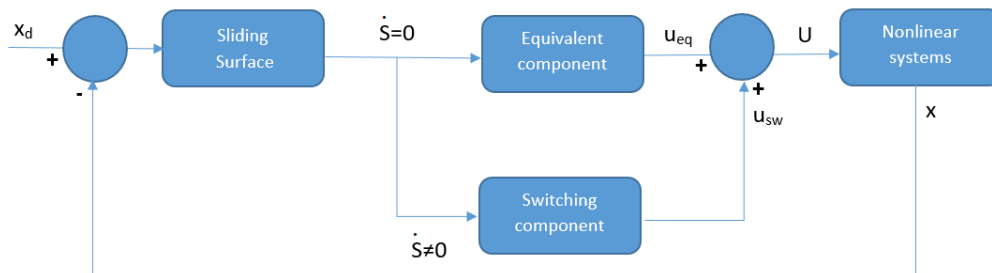 x_d
+
-
Sliding
Surface
Ṡ=0
Equivalent
component
u_eq
+
+
u_sw
U
Nonlinear
systems
x
Switching
component
Ṡ≠0